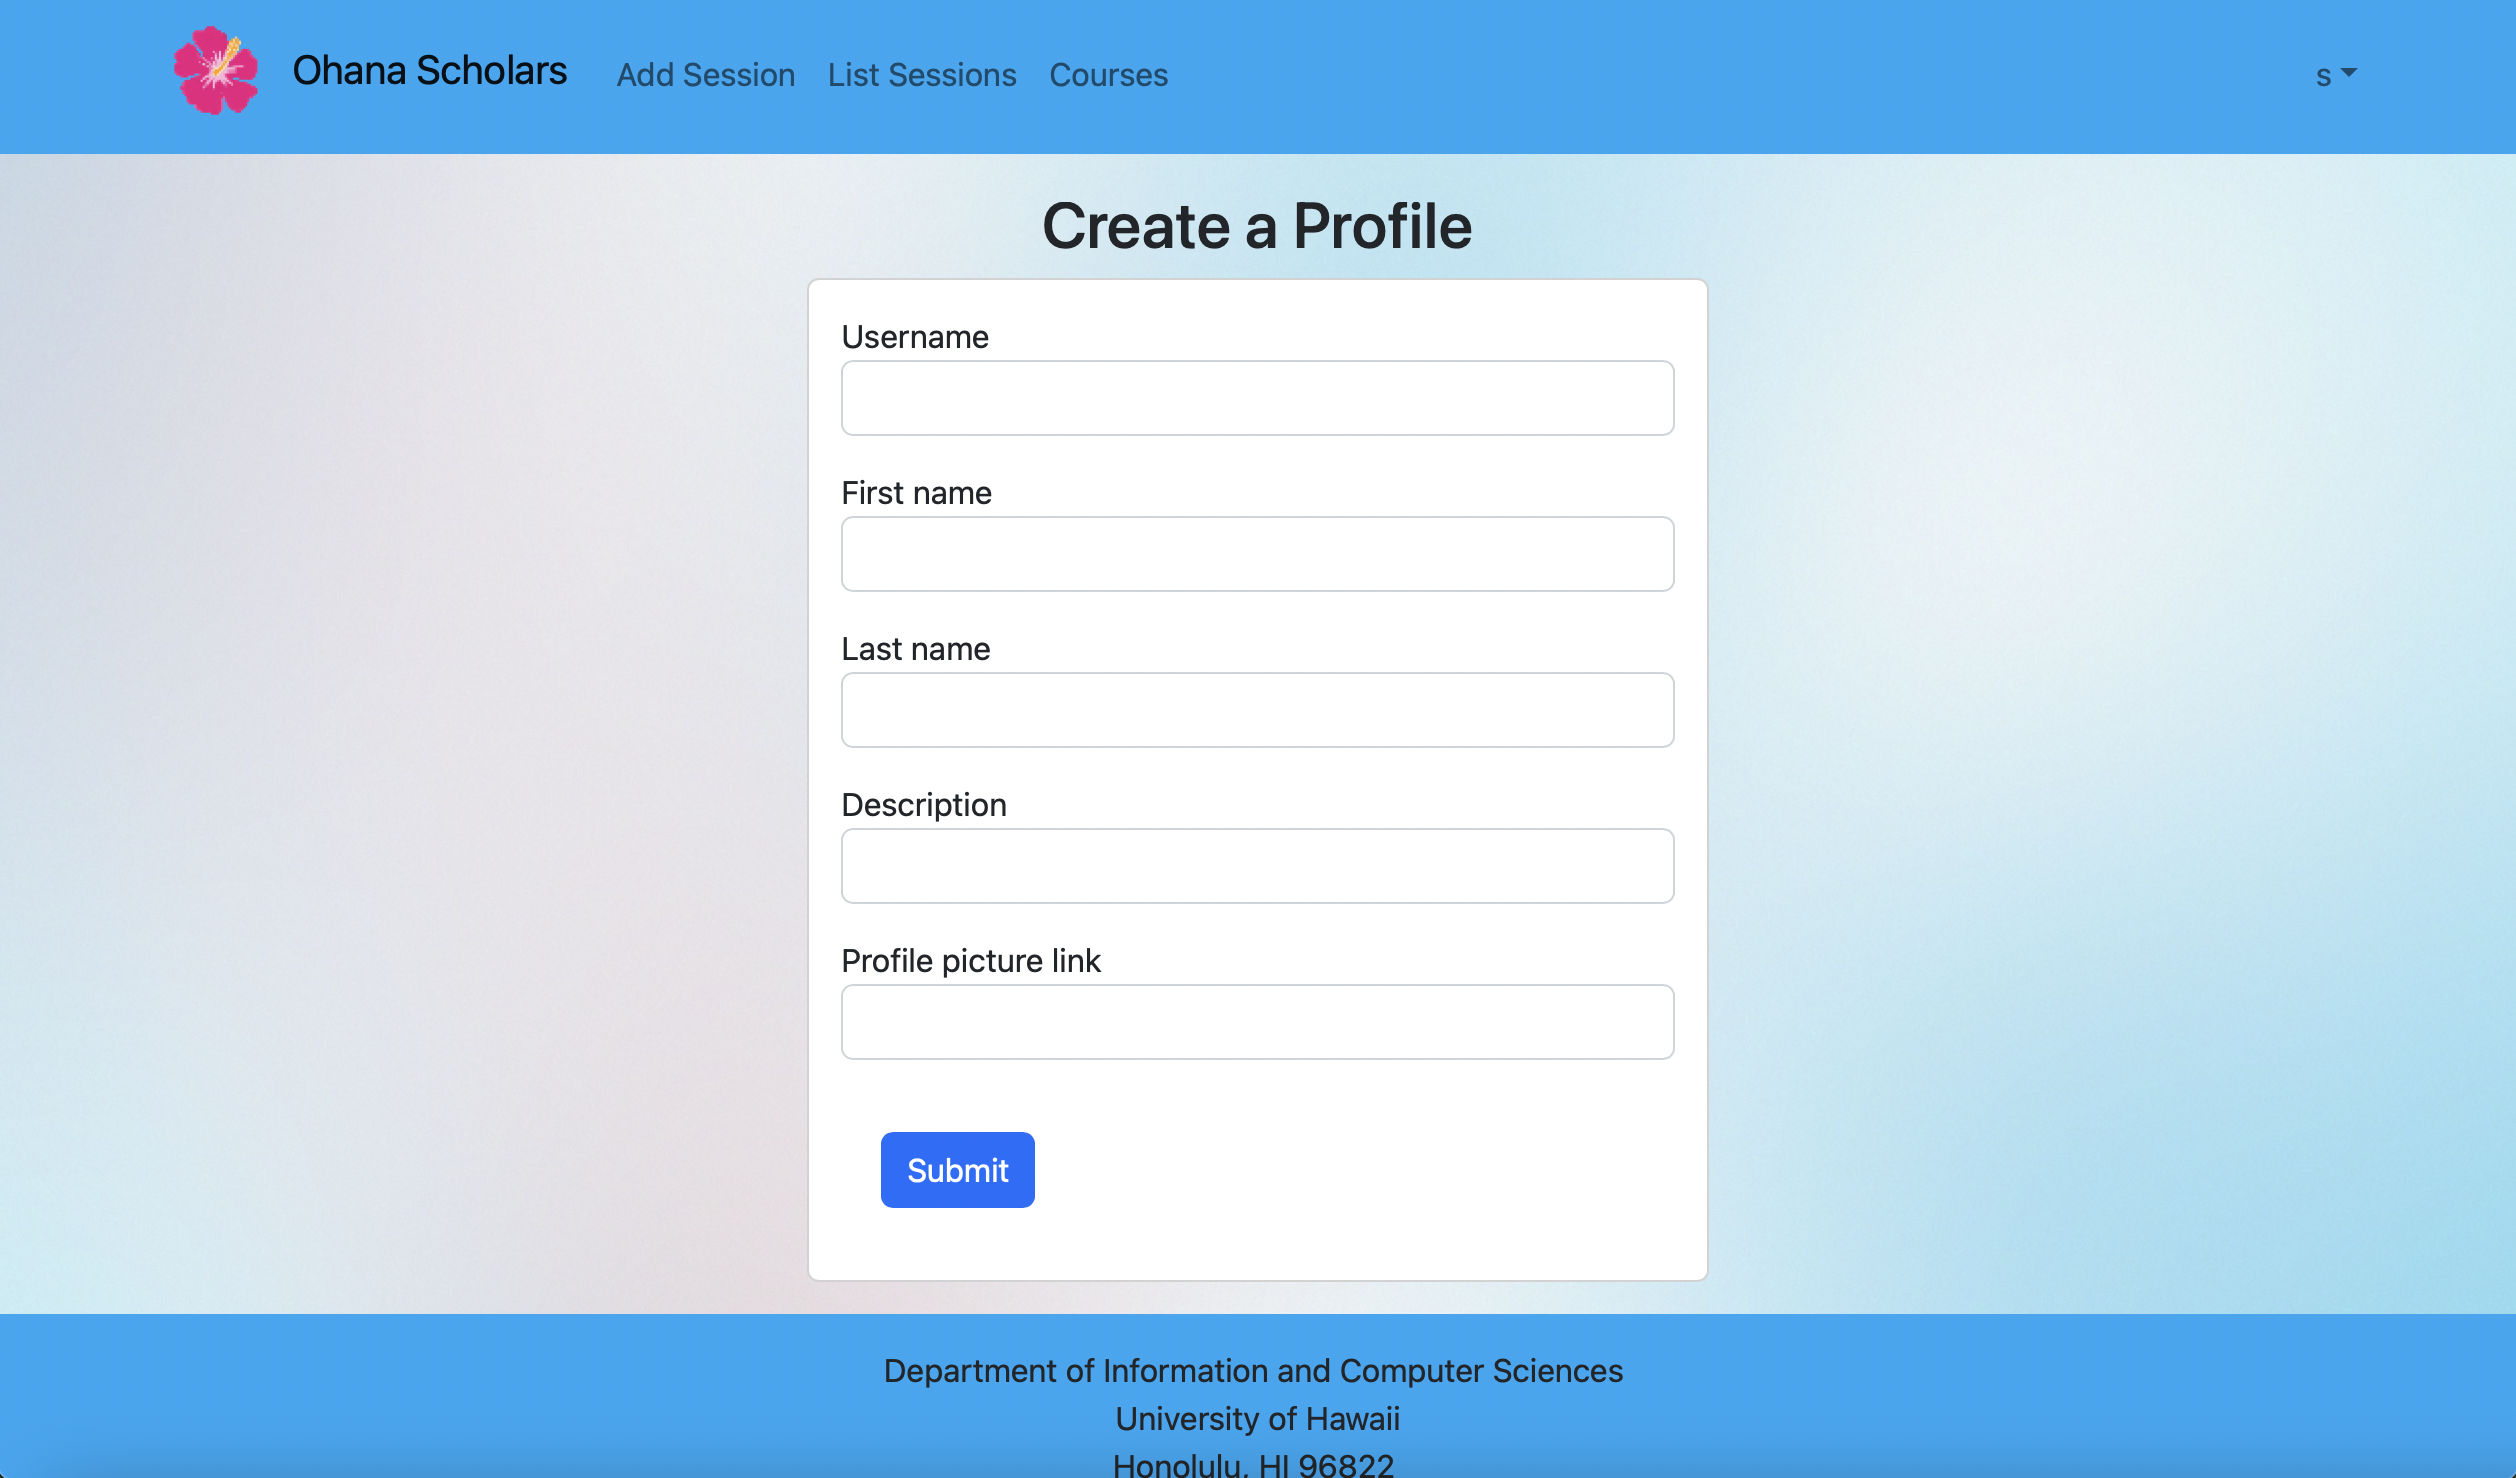 Ohana Scholars Add Session List Sessions Courses s
Create a Profile
Username
First name
Last name
Description
Profile picture link
Submit
Department of Information and Computer Sciences
University of Hawaii
Honolulu, HI 96822